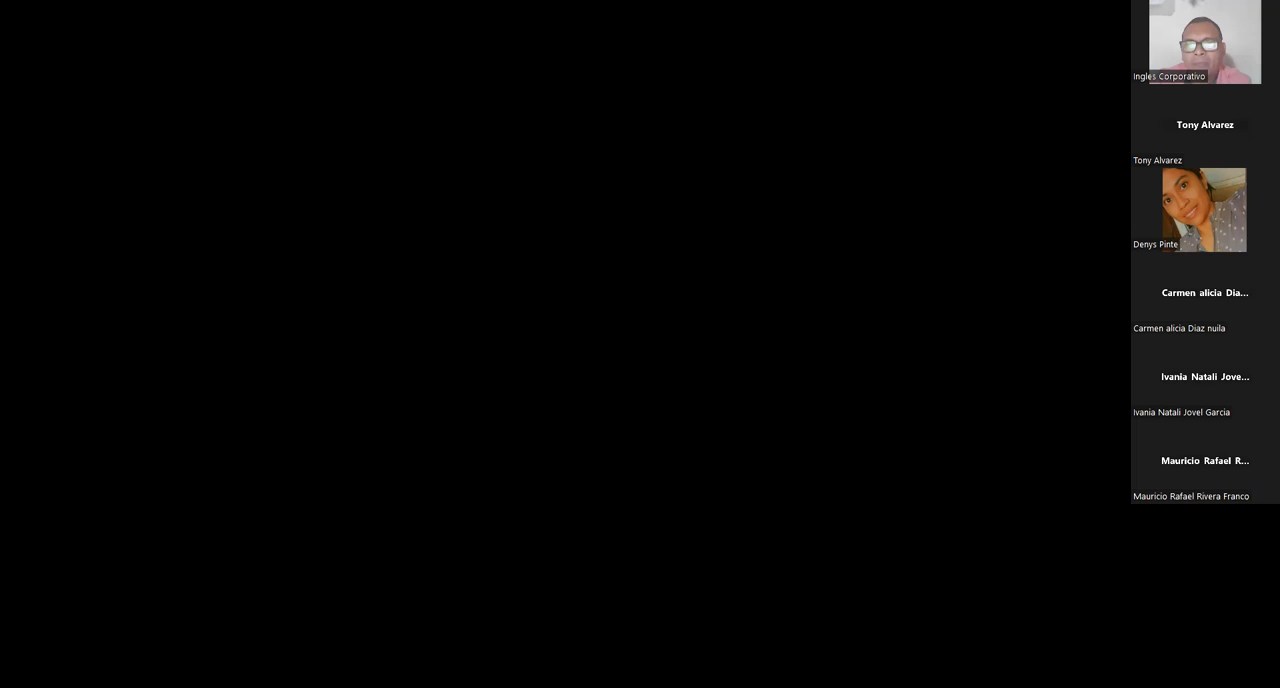 Ingles Corporativo
Tony Alvarez
Tony Alvarez
Denys Pinte
Carmen alicia Dia...
Carmen alicia Diaz nuila
Ivania Natali Jove...
Ivania Natali Jovel Garcia
Mauricio Rafael R...
Mauricio Rafael Rivera Franco